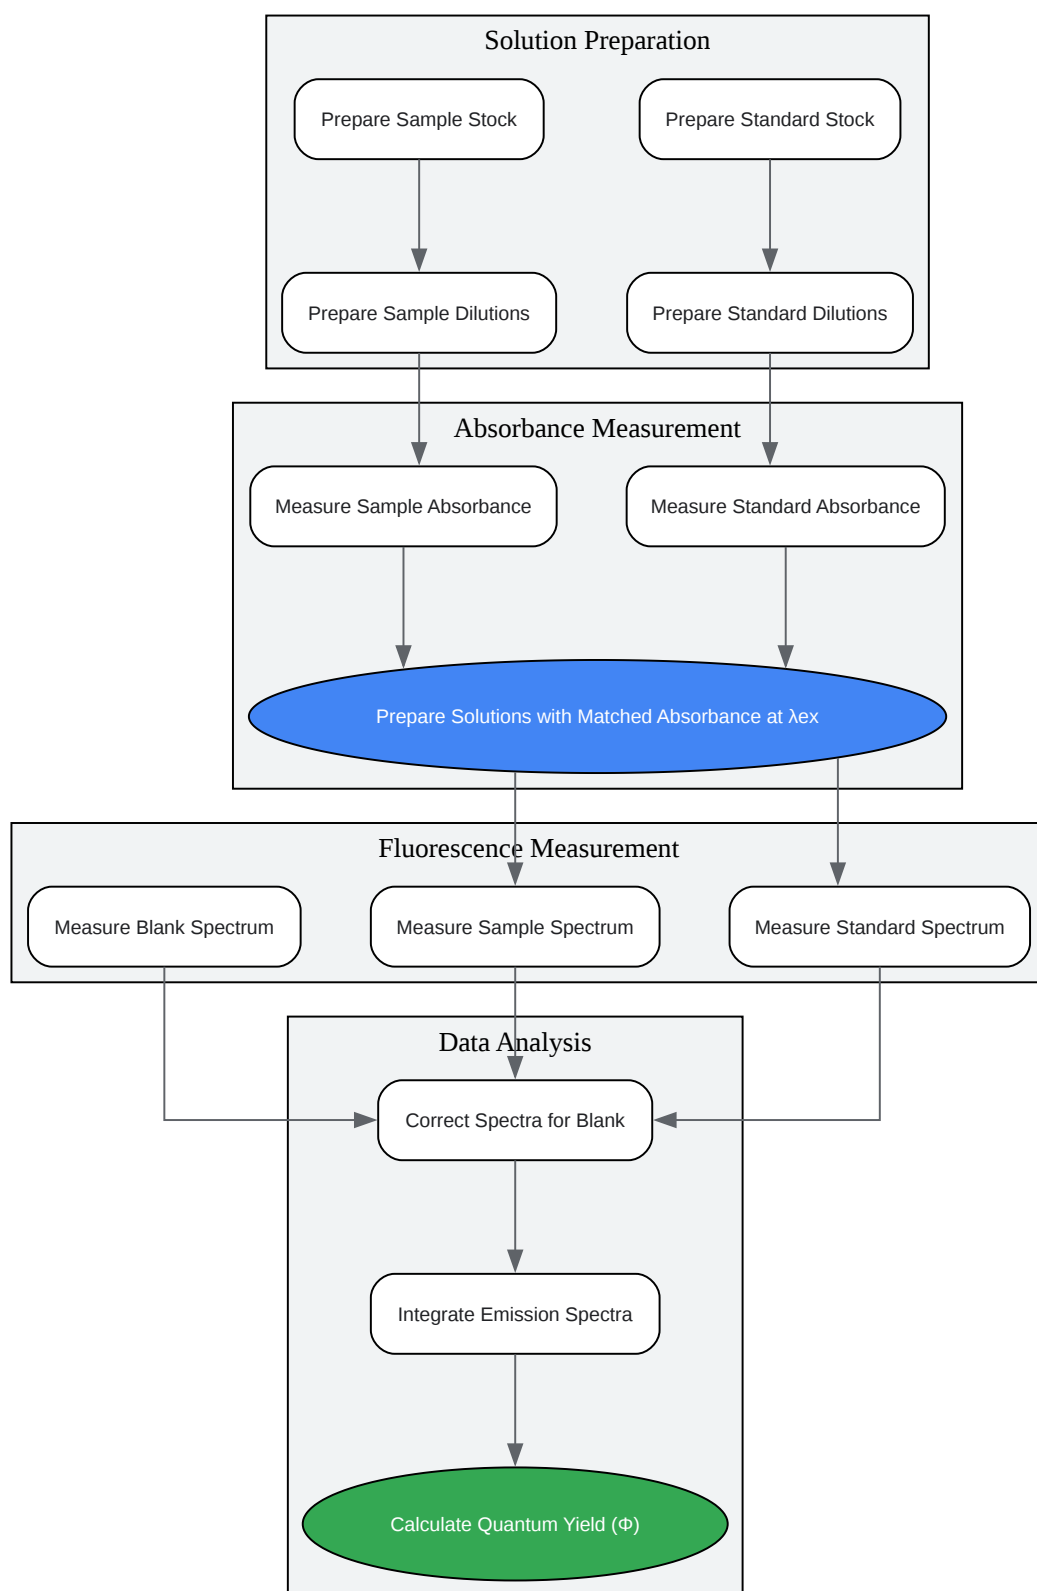 Solution Preparation
Prepare Sample Stock
Prepare Standard Stock
Prepare Sample Dilutions
Prepare Standard Dilutions
Absorbance Measurement
Measure Sample Absorbance
Measure Standard Absorbance
Prepare Solutions with Matched Absorbance at λex
Fluorescence Measurement
Measure Blank Spectrum
Measure Sample Spectrum
Measure Standard Spectrum
Data Analysis
Correct Spectra for Blank
Integrate Emission Spectra
Calculate Quantum Yield (Φ)